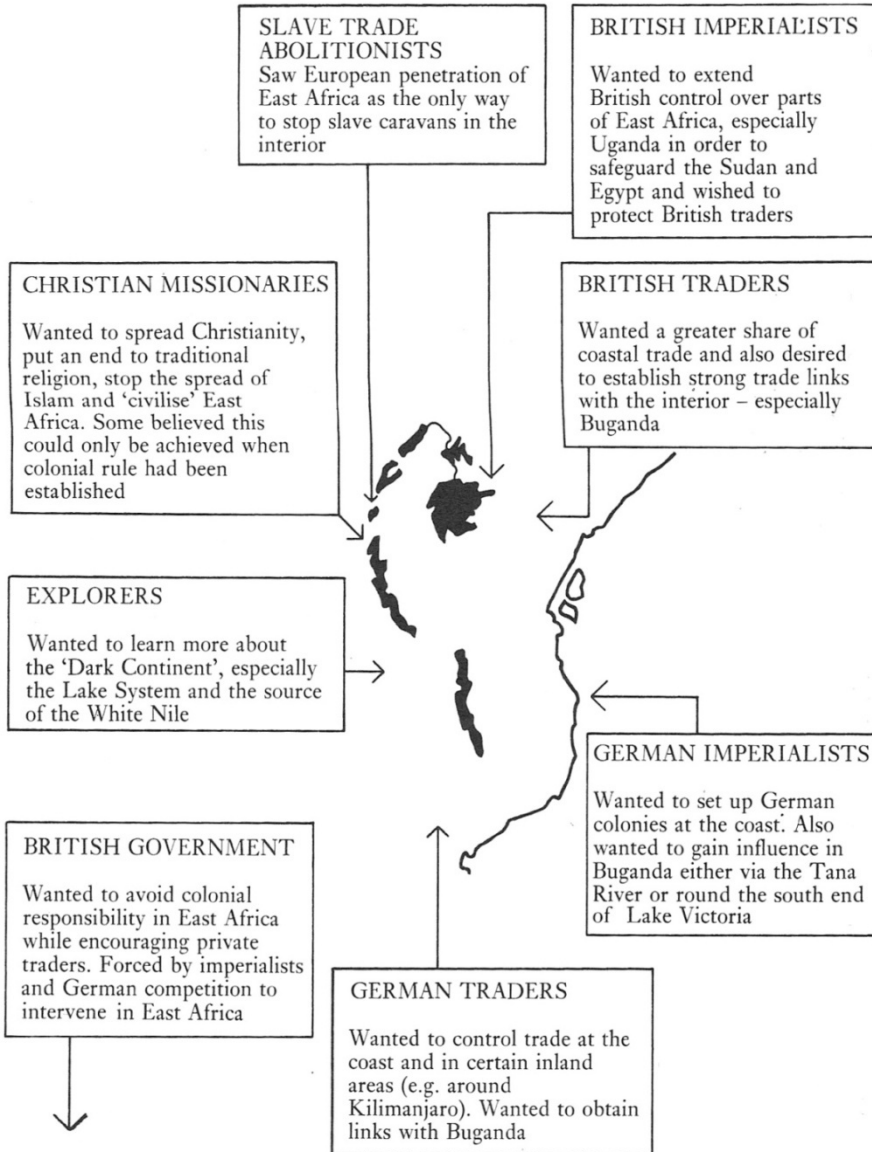 SLAVE TRADE
ABOLITIONISTS
Saw European penetration of
East Africa as the only way
to stop slave caravans in the
interior
BRITISH IMPERIALISTS
Wanted to extend
British control over parts
of East Africa, especially
Uganda in order to
safeguard the Sudan and
Egypt and wished to
protect British traders
CHRISTIAN MISSIONARIES
Wanted to spread Christianity,
put an end to traditional
religion, stop the spread of
Islam and ‘civilise’ East
Africa. Some believed this
could only be achieved when
colonial rule had been
established
BRITISH TRADERS
Wanted a greater share of
coastal trade and also desired
to establish strong trade links
with the interior – especially
Buganda
EXPLORERS
Wanted to learn more about
the ‘Dark Continent’, especially
the Lake System and the source
of the White Nile
GERMAN IMPERIALISTS
Wanted to set up German
colonies at the coast. Also
wanted to gain influence in
Buganda either via the Tana
River or round the south end
of Lake Victoria
BRITISH GOVERNMENT
Wanted to avoid colonial
responsibility in East Africa
while encouraging private
traders. Forced by imperialists
and German competition to
intervene in East Africa
GERMAN TRADERS
Wanted to control trade at the
coast and in certain inland
areas (e.g. around
Kilimanjaro). Wanted to obtain
links with Buganda